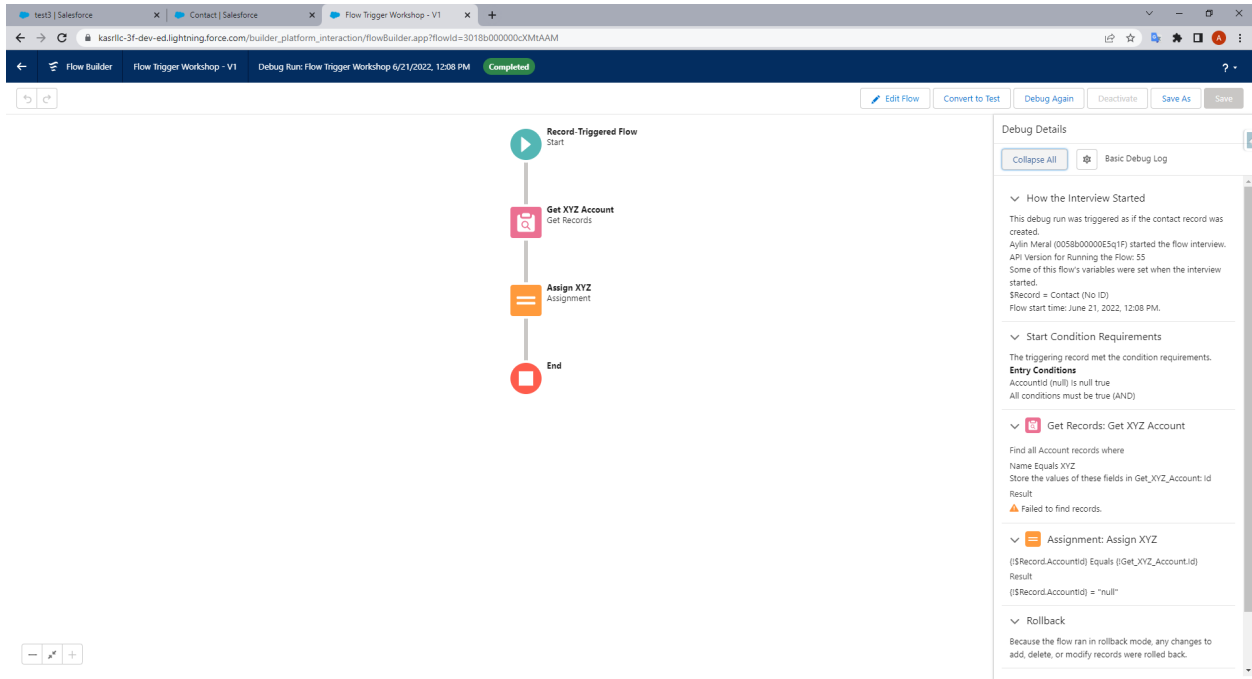 test3 | Salesforce
Contact | Salesforce
Flow Trigger Workshop - V1
kasrllc-3f-dev-ed.lightning.force.com/builder_platform_interaction/flowBuilder.app?flowId=3018b000000cXMtAAM
A
Flow Builder
Flow Trigger Workshop - V1
Debug Run: Flow Trigger Workshop 6/21/2022, 12:08 PM
Completed
?
Edit Flow
Convert to Test
Debug Again
Deactivate
Save As
Save
Record-Triggered Flow
Start
Get XYZ Account
Get Records
Assign XYZ
Assignment
End
Debug Details
Collapse All
Basic Debug Log
How the Interview Started
This debug run was triggered as if the contact record was
created.
Aylin Meral (0058b00000E5q1F) started the flow interview.
API Version for Running the Flow: 55
Some of this flow's variables were set when the interview
started.
$Record = Contact (No ID)
Flow start time: June 21, 2022, 12:08 PM.
Start Condition Requirements
The triggering record met the condition requirements.
Entry Conditions
AccountId (null) Is null true
All conditions must be true (AND)
Get Records: Get XYZ Account
Find all Account records where
Name Equals XYZ
Store the values of these fields in Get_XYZ_Account: Id
Result
Failed to find records.
Assignment: Assign XYZ
{!$Record.AccountId} Equals {!Get_XYZ_Account.Id}
Result
{!$Record.AccountId} = "null"
Rollback
Because the flow ran in rollback mode, any changes to
add, delete, or modify records were rolled back.